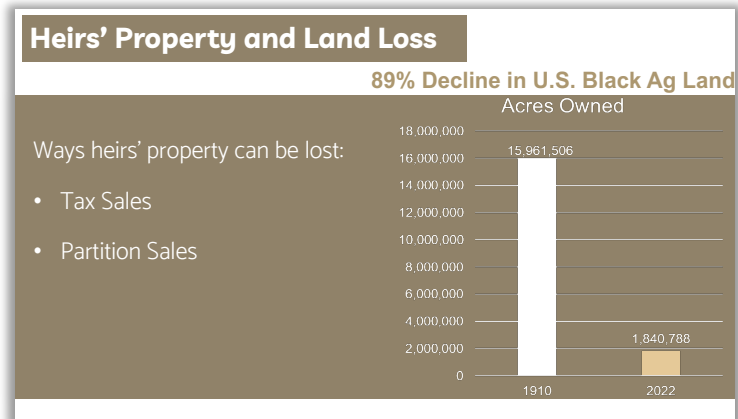 Heirs’ Property and Land Loss
89% Decline in U.S. Black Ag Land
Acres Owned
Ways heirs’ property can be lost:
• Tax Sales
• Partition Sales
18,000,000
16,000,000
14,000,000
12,000,000
10,000,000
8,000,000
6,000,000
4,000,000
2,000,000
0
15,961,506
1,840,788
1910 2022